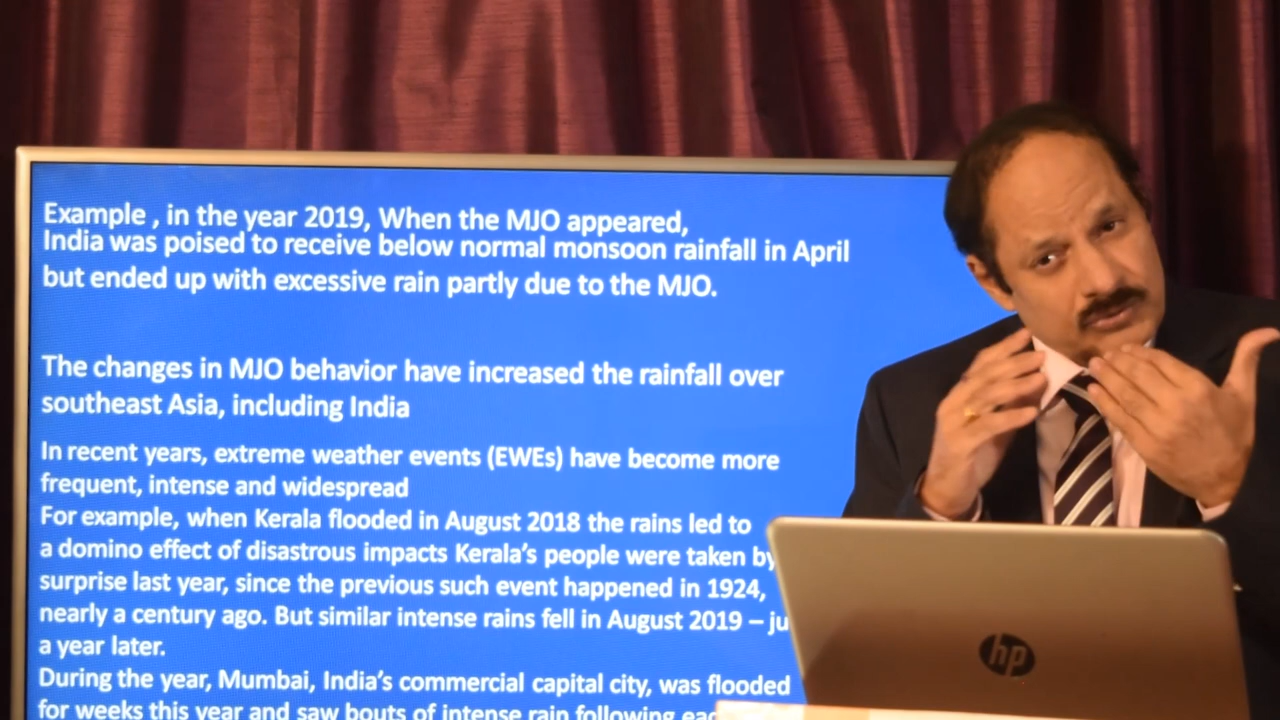 Example , in the year 2019, When the MJO appeared,
India was poised to receive below normal monsoon rainfall in April
but ended up with excessive rain partly due to the MJO.
The changes in MJO behavior have increased the rainfall over
southeast Asia, including India
In recent years, extreme weather events (EWEs) have become more
frequent, intense and widespread
For example, when Kerala flooded in August 2018 the rains led to
a domino effect of disastrous impacts Kerala's people were taken by
surprise last year, since the previous such event happened in 1924,
nearly a century ago. But similar intense rains fell in August 2019 –
a year later.
During the year, Mumbai, India's commercial capital city, was flooded
for weeks this year and saw bouts of intense rain following
hp